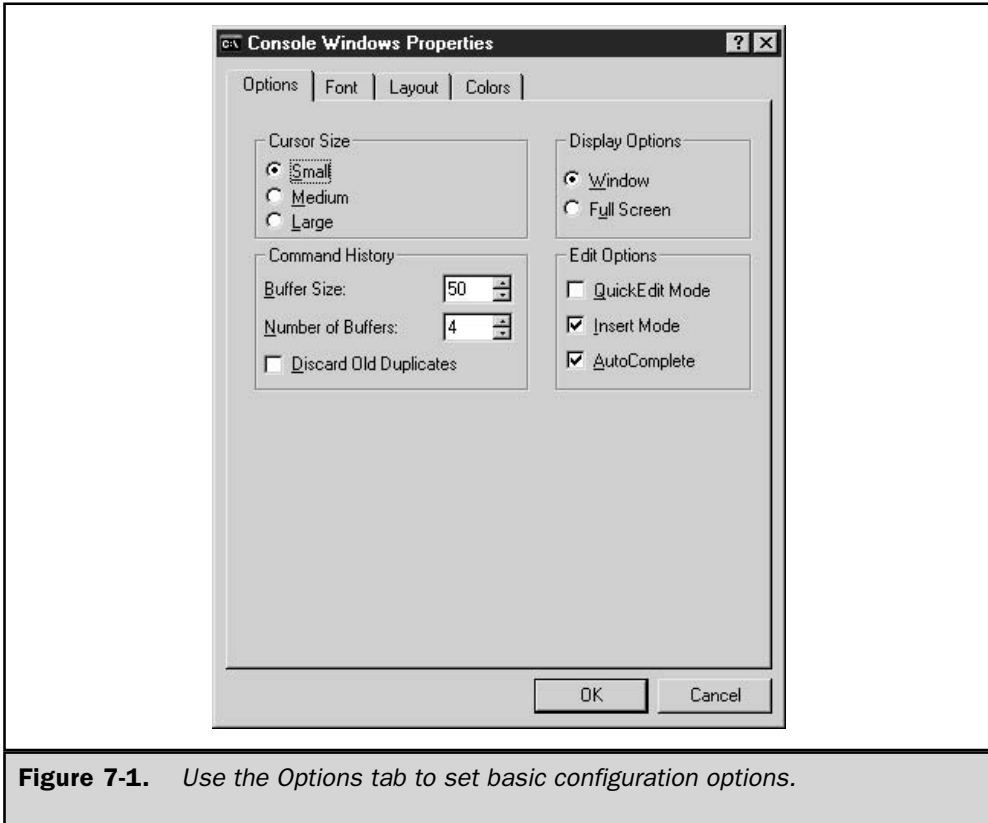 C:\ Console Windows Properties ? X
Options Font Layout Colors
Cursor Size
Small
Medium
Large
Display Options
Window
Full Screen
Command History
Buffer Size: 50
Number of Buffers: 4
Discard Old Duplicates
Edit Options
QuickEdit Mode
Insert Mode
AutoComplete
OK Cancel
Figure 7-1. Use the Options tab to set basic configuration options.